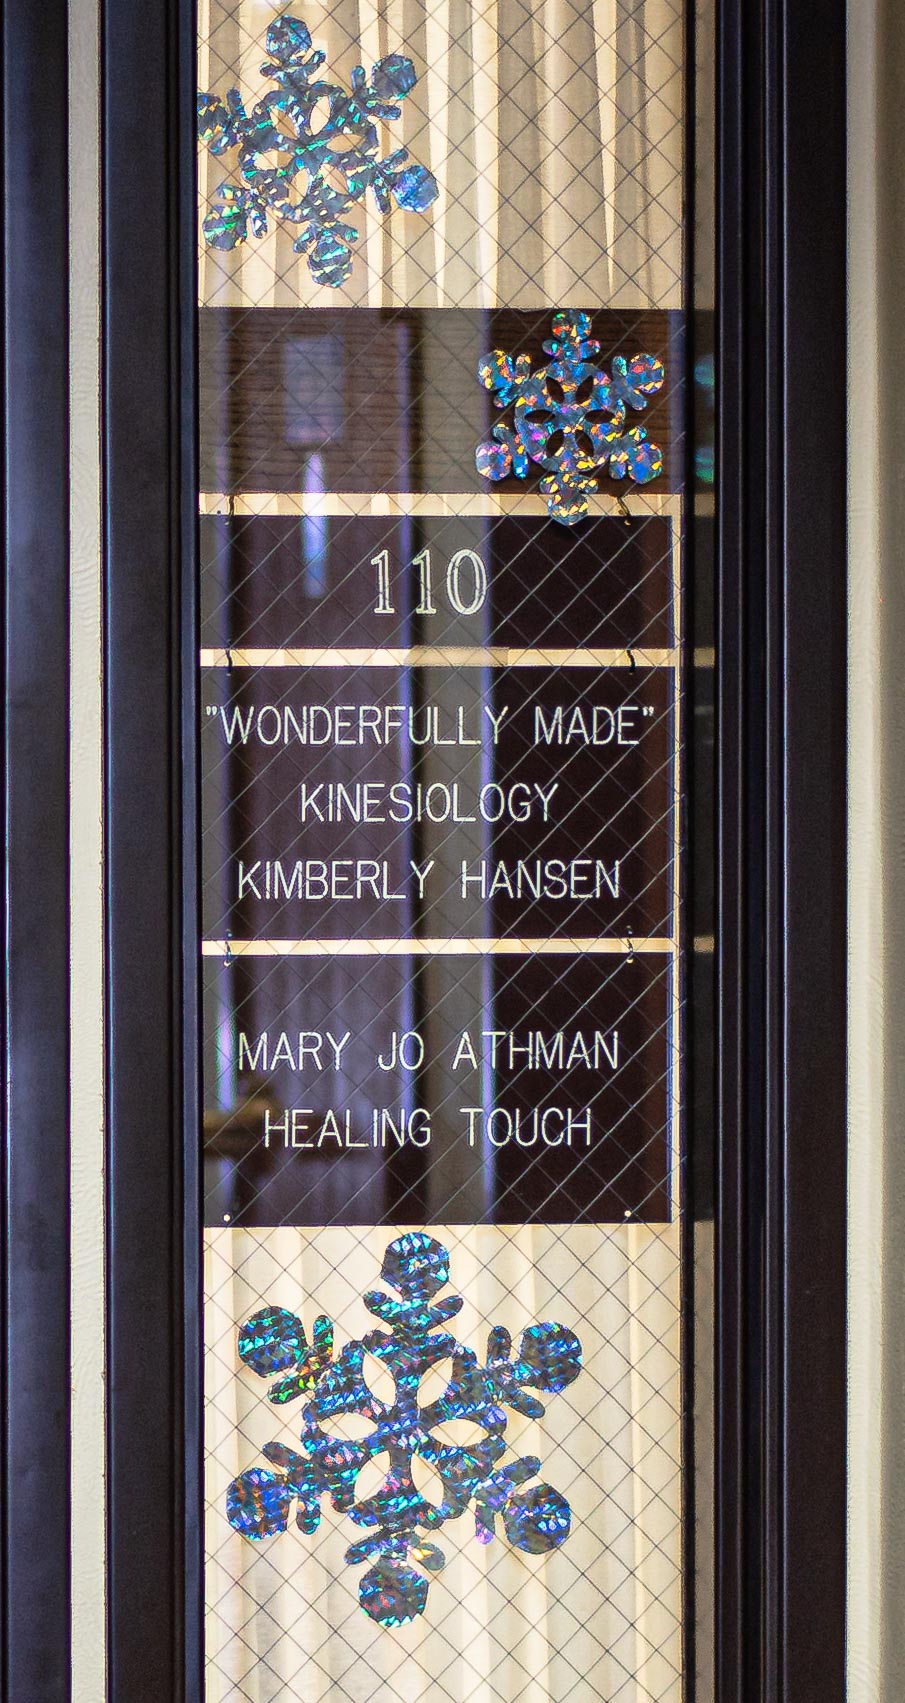 110
"WONDERFULLY MADE"
KINESIOLOGY
KIMBERLY HANSEN
MARY JO ATHMAN
HEALING TOUCH